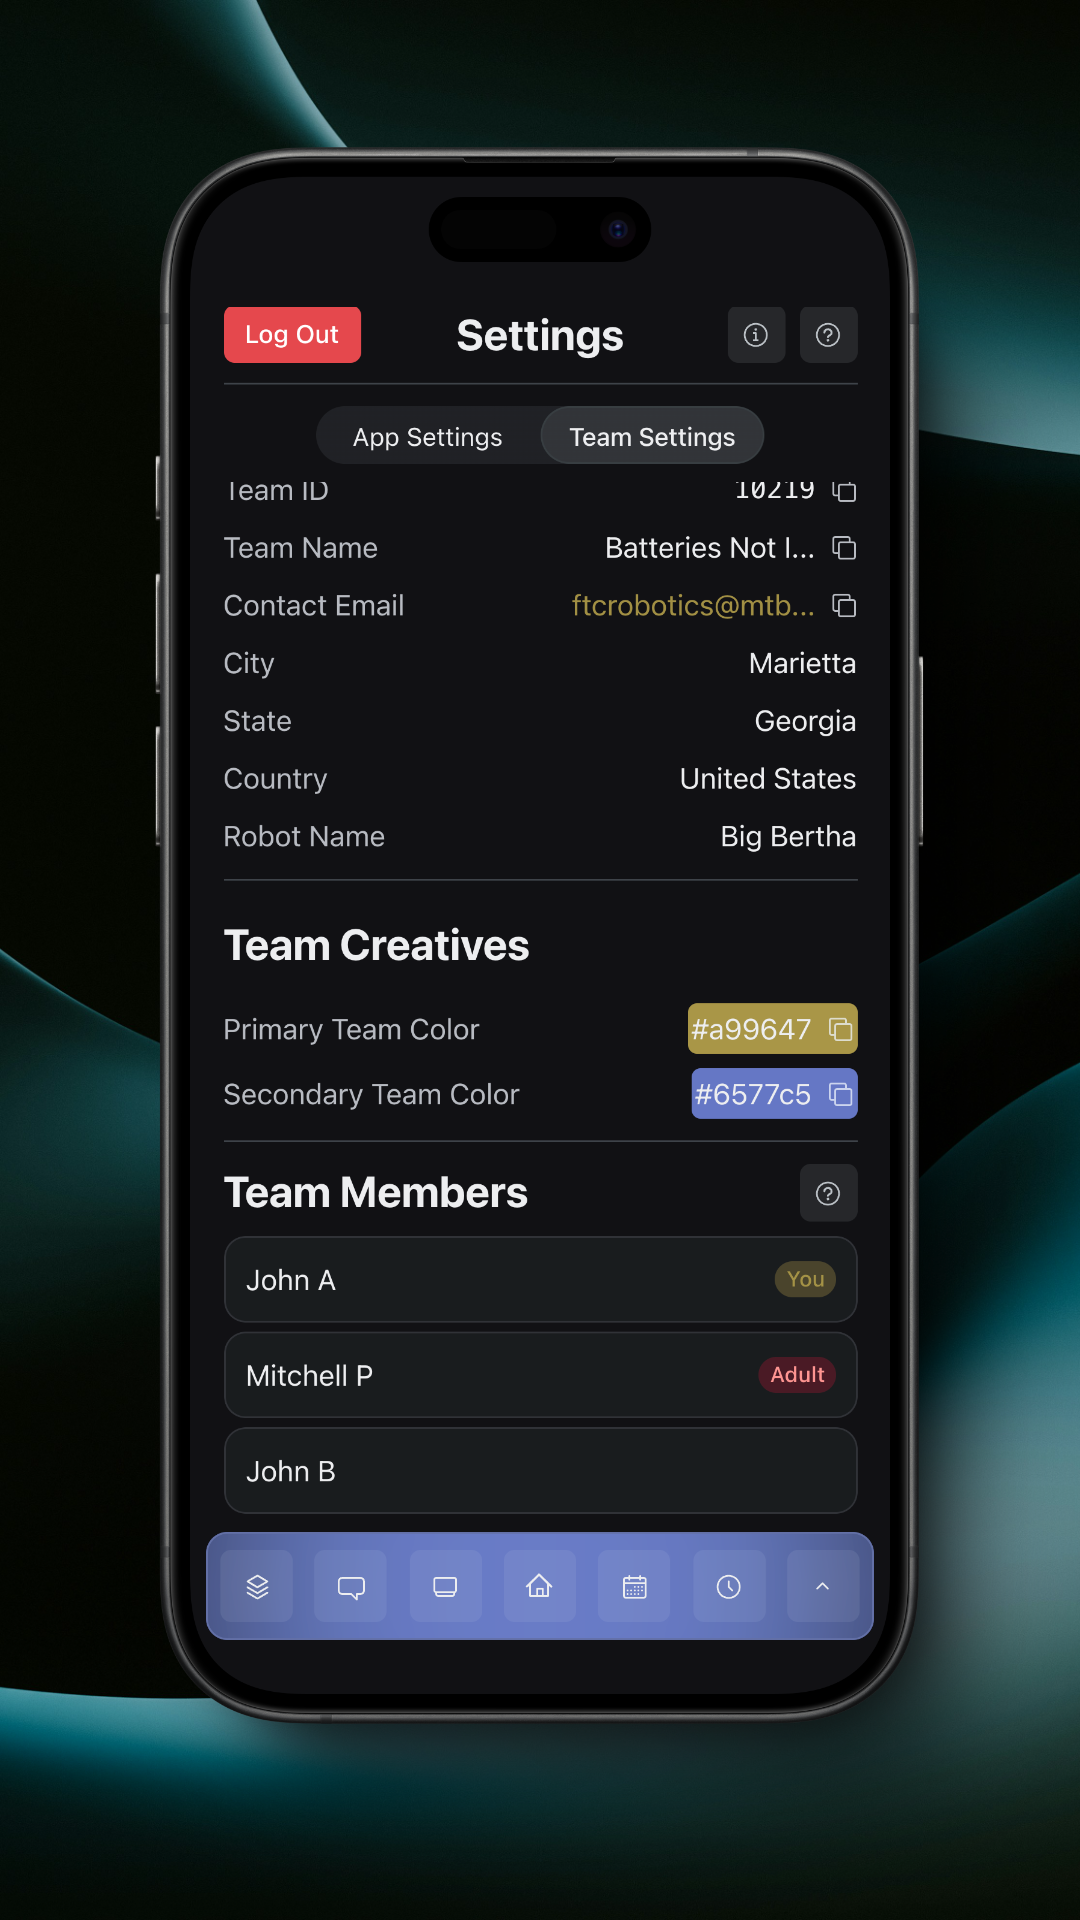 Log Out
Settings
App Settings
Team Settings
Team ID
10219
Team Name
Batteries Not I...
Contact Email
ftcrobotics@mtb...
City
Marietta
State
Georgia
Country
United States
Robot Name
Big Bertha
Team Creatives
Primary Team Color
#a99647
Secondary Team Color
#6577c5
Team Members
John A
You
Mitchell P
Adult
John B